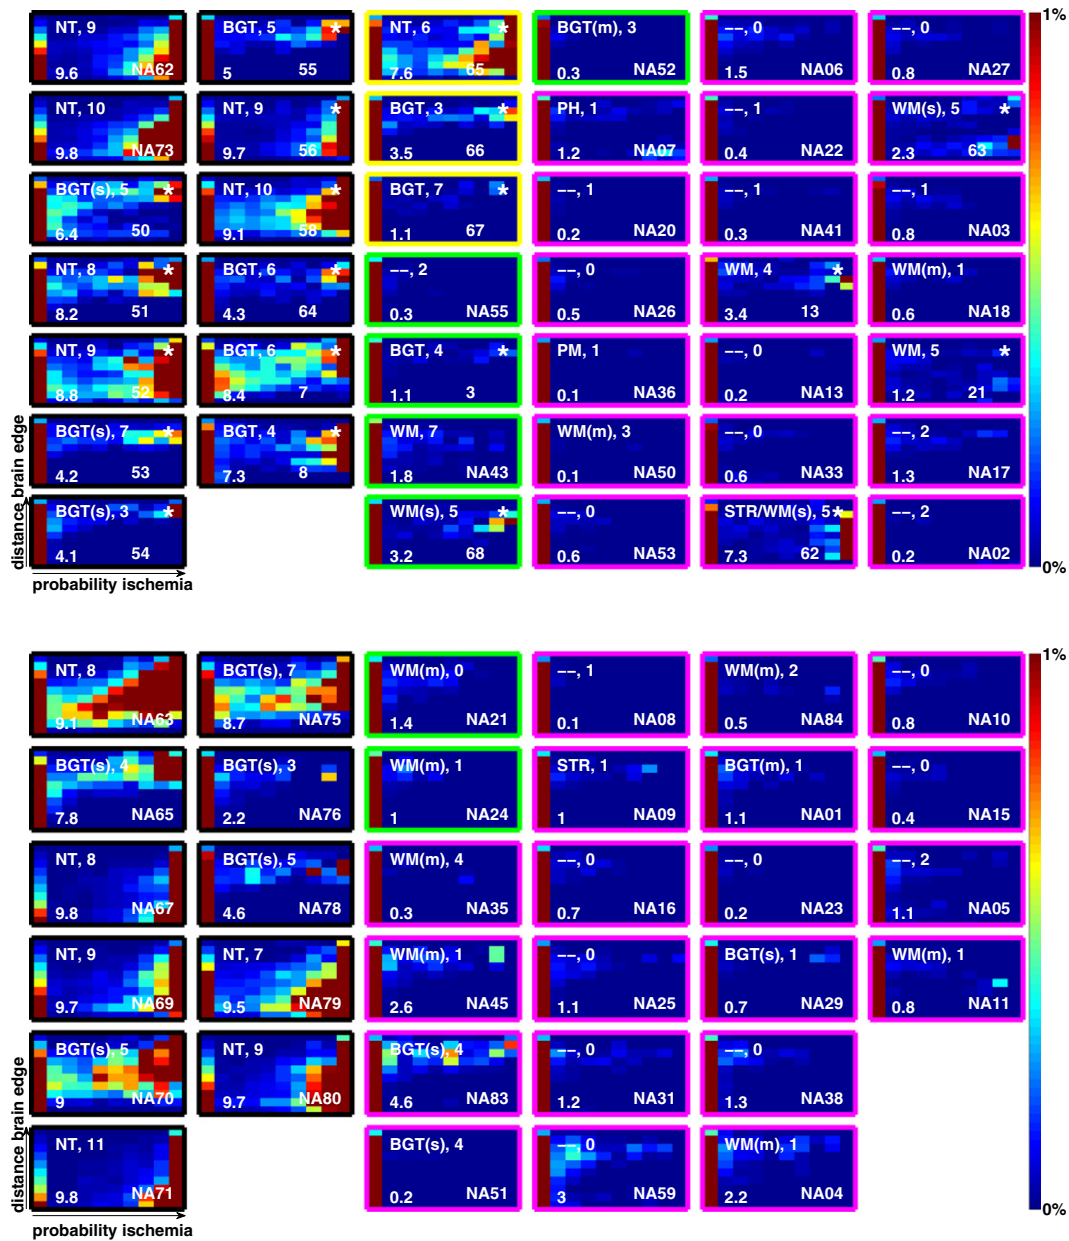 NT, 9 BGT, 5 * NT, 6 * BGT(m), 3 −−, 0 −−, 0 1%
9.6 NA62 5 55 7.6 65 0.3 NA52 1.5 NA06 0.8 NA27
NT, 10 NT, 9 * BGT, 3 * PH, 1 −−, 1 WM(s), 5 *
9.8 NA73 9.7 56 3.5 66 1.2 NA07 0.4 NA22 2.3 63
BGT(s), 5 * NT, 10 * BGT, 7 * −−, 1 −−, 1 −−, 1
6.4 50 9.1 58 1.1 67 0.2 NA20 0.3 NA41 0.8 NA03
NT, 8 * BGT, 6 * −−, 2 −−, 0 WM, 4 * WM(m), 1
8.2 51 4.3 64 0.3 NA55 0.5 NA26 3.4 13 0.6 NA18
NT, 9 * BGT, 6 * BGT, 4 * PM, 1 −−, 0 WM, 5 *
8.8 52 8.4 7 1.1 3 0.1 NA36 0.2 NA13 1.2 21
BGT(s), 7 * BGT, 4 * WM, 7 WM(m), 3 −−, 0 −−, 2
4.2 53 7.3 8 1.8 NA43 0.1 NA50 0.6 NA33 1.3 NA17
BGT(s), 3 * WM(s), 5 * −−, 0 STR/WM(s), 5* −−, 2
4.1 54 3.2 68 0.6 NA53 7.3 62 0.2 NA02 0%
distance brain edge
probability ischemia
NT, 8 BGT(s), 7 WM(m), 0 −−, 1 WM(m), 2 −−, 0 1%
9.1 NA63 8.7 NA75 1.4 NA21 0.1 NA08 0.5 NA84 0.8 NA10
BGT(s), 4 BGT(s), 3 WM(m), 1 STR, 1 BGT(m), 1 −−, 0
7.8 NA65 2.2 NA76 1 NA24 1 NA09 1.1 NA01 0.4 NA15
NT, 8 BGT(s), 5 WM(m), 4 −−, 0 −−, 0 −−, 2
9.8 NA67 4.6 NA78 0.3 NA35 0.7 NA16 0.2 NA23 1.1 NA05
NT, 9 NT, 7 WM(m), 1 −−, 0 BGT(s), 1 WM(m), 1
9.7 NA69 9.5 NA79 2.6 NA45 1.1 NA25 0.7 NA29 0.8 NA11
BGT(s), 5 NT, 9 BGT(s), 4 −−, 0 −−, 0
9 NA70 9.7 NA80 4.6 NA83 1.2 NA31 1.3 NA38
NT, 11 BGT(s), 4 −−, 0 WM(m), 1
9.8 NA71 0.2 NA51 3 NA59 2.2 NA04 0%
distance brain edge
probability ischemia